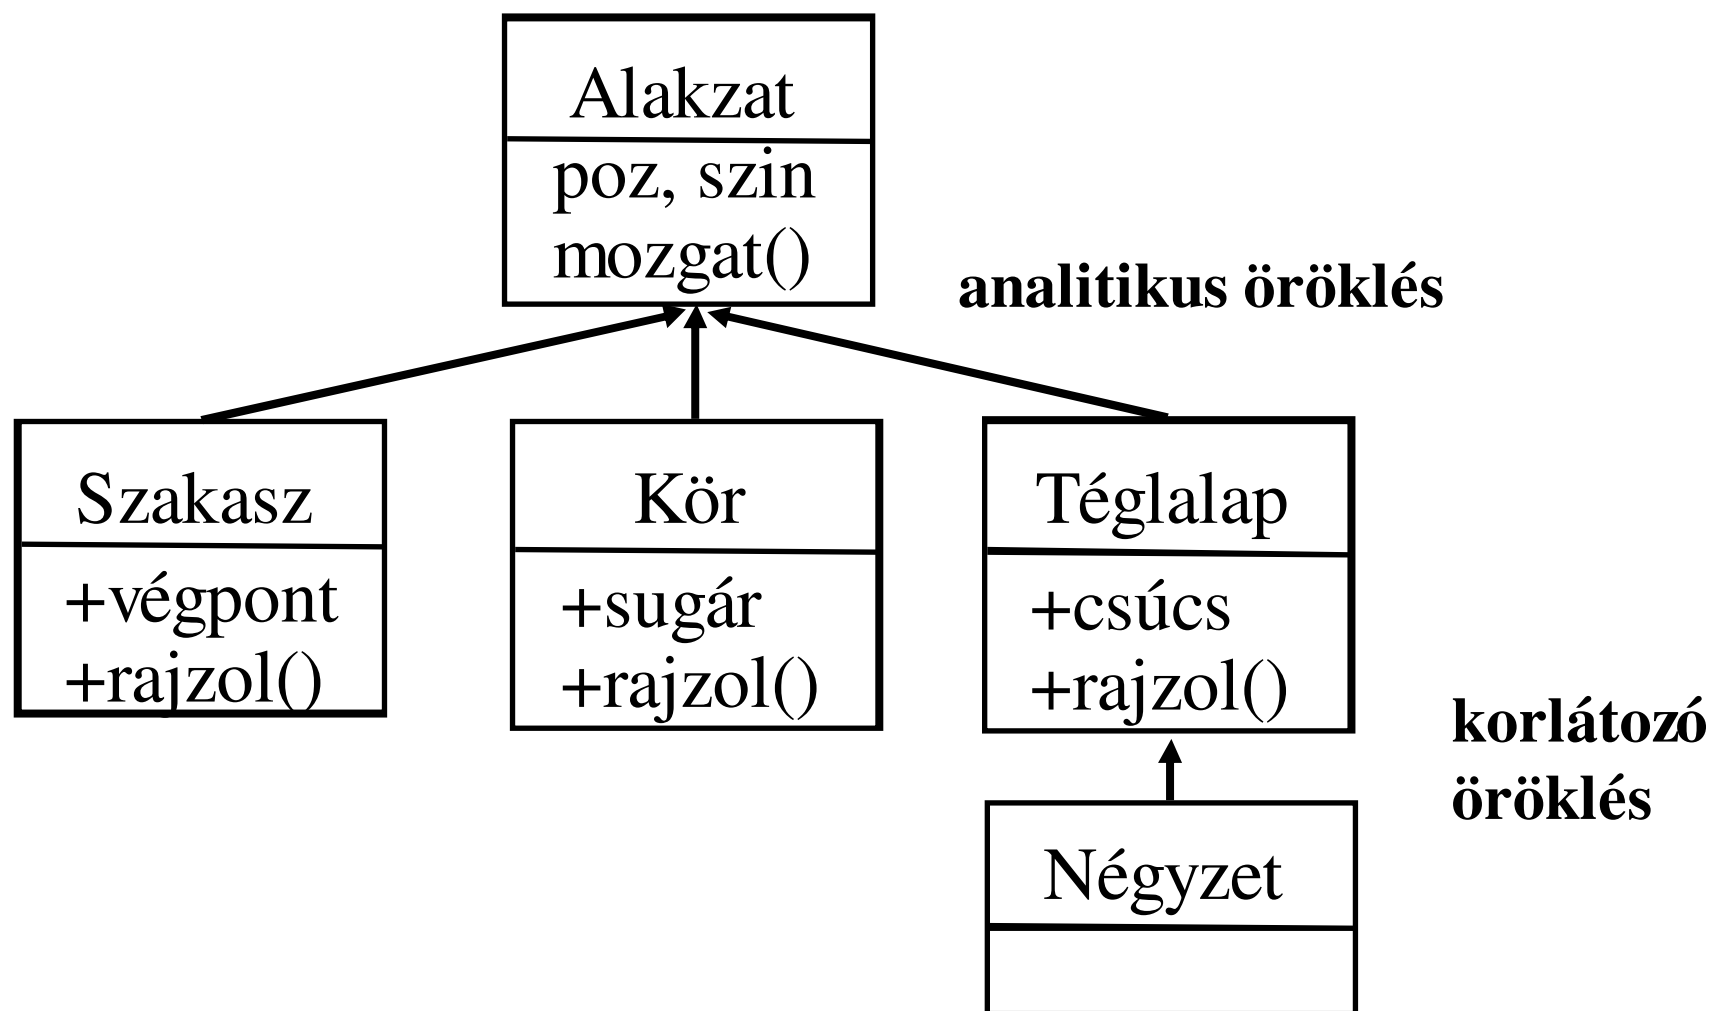 Alakzat
poz, szin
mozgat()
analitikus öröklés
Szakasz
+végpont
+rajzol()
Kör
+sugár
+rajzol()
Téglalap
+csúcs
+rajzol()
korlátozó
öröklés
Négyzet